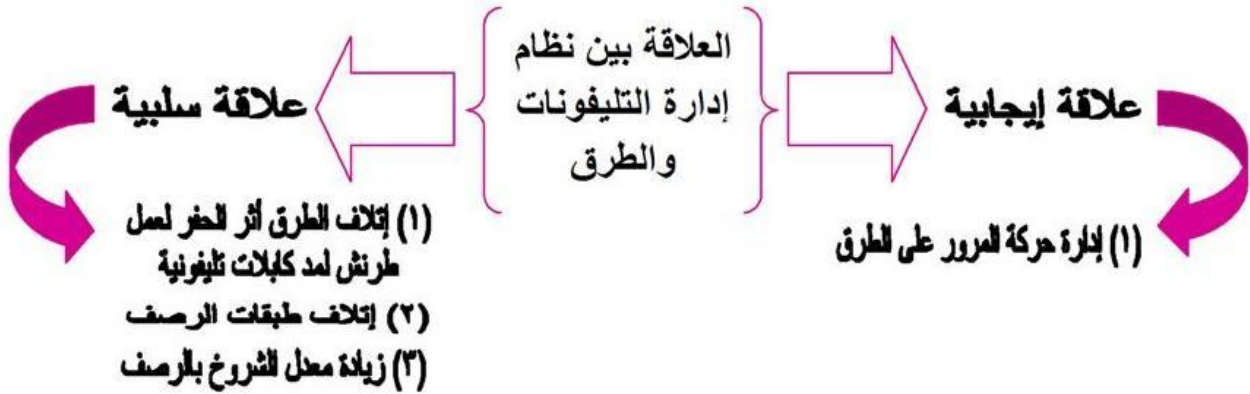 العلاقة بين نظام
إدارة التليفونات
والطرق
علاقة إيجابية
(١) إدارة حركة المرور على الطرق
علاقة سلبية
(١) إتلاف الطرق أثر الحفر لعمل
طرنش لمد كابلات تليفونية
(٢) إتلاف طبقات الرصف
(٣) زيادة معدل الشروخ بالرصف